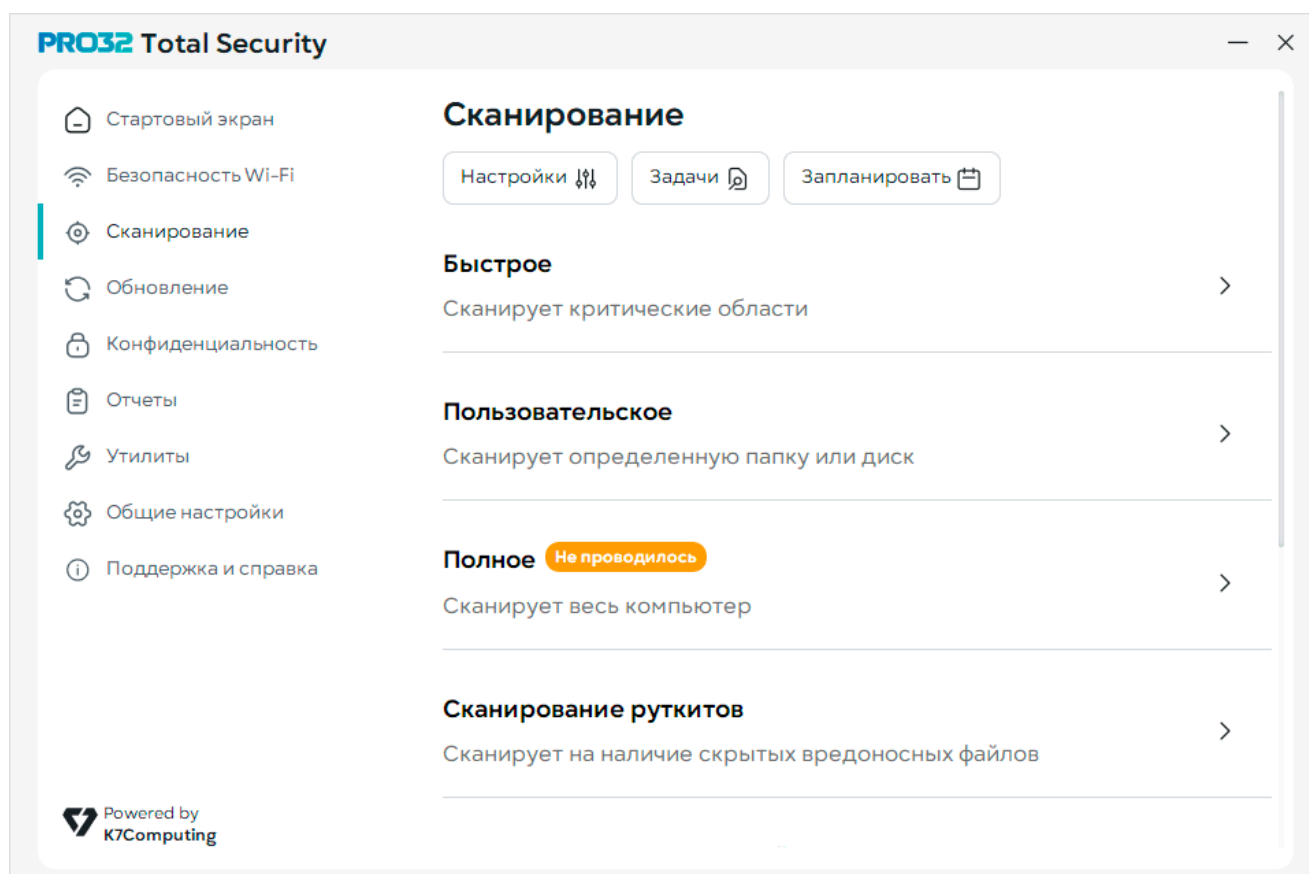 PRO32 Total Security
Стартовый экран
Безопасность Wi-Fi
Сканирование
Обновление
Конфиденциальность
Отчеты
Утилиты
Общие настройки
Поддержка и справка
Powered by
K7Computing
Сканирование
Настройки
Задачи
Запланировать
Быстрое
Сканирует критические области
Пользовательское
Сканирует определенную папку или диск
Полное Не проводилось
Сканирует весь компьютер
Сканирование руткитов
Сканирует на наличие скрытых вредоносных файлов